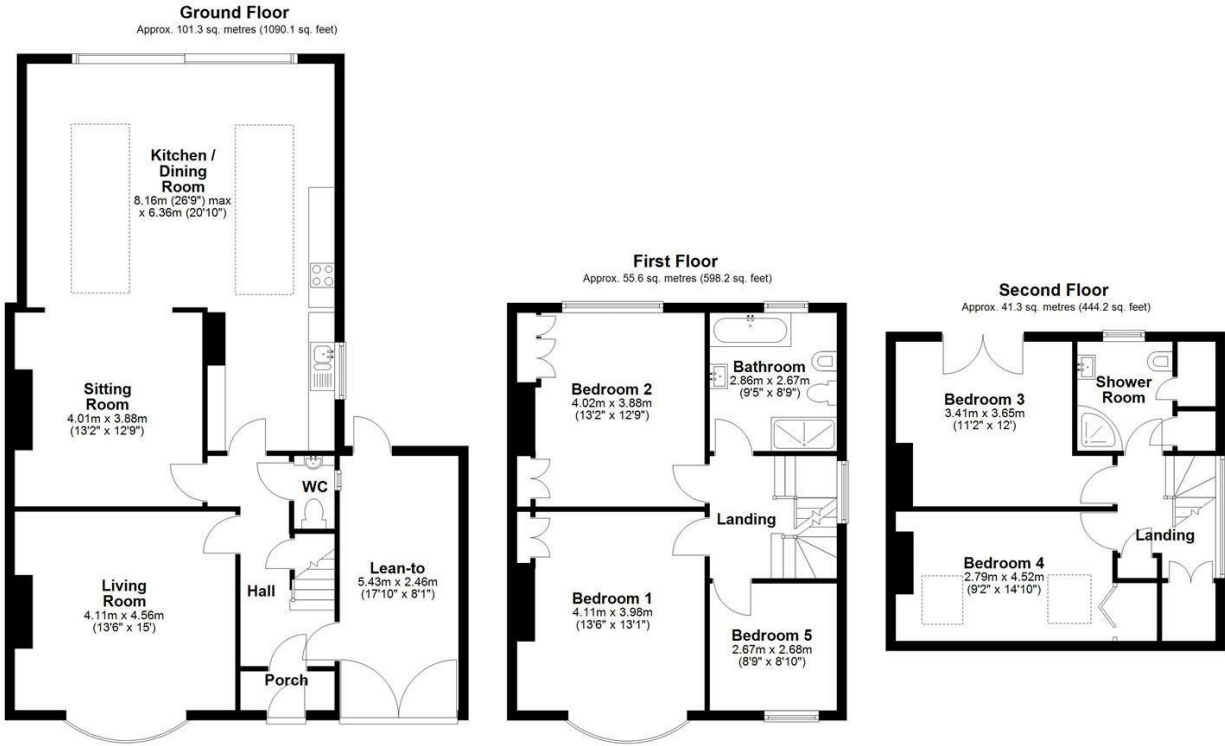 Ground Floor
Approx. 101.3 sq. metres (1090.1 sq. feet)
Kitchen /
Dining
Room
8.16m (26'9") max
x 6.36m (20'10")
Sitting
Room
4.01m x 3.88m
(13'2" x 12'9")
WC
Living
Room
4.11m x 4.56m
(13'6" x 15')
Hall
Lean-to
5.43m x 2.46m
(17'10" x 8'1")
Porch
First Floor
Approx. 55.6 sq. metres (598.2 sq. feet)
Bedroom 2
4.02m x 3.88m
(13'2" x 12'9")
Bathroom
2.86m x 2.67m
(9'5" x 8'9")
Landing
Bedroom 1
4.11m x 3.98m
(13'6" x 13'1")
Bedroom 5
2.67m x 2.68m
(8'9" x 8'10")
Second Floor
Approx. 41.3 sq. metres (444.2 sq. feet)
Bedroom 3
3.41m x 3.65m
(11'2" x 12')
Shower
Room
Landing
Bedroom 4
2.79m x 4.52m
(9'2" x 14'10")